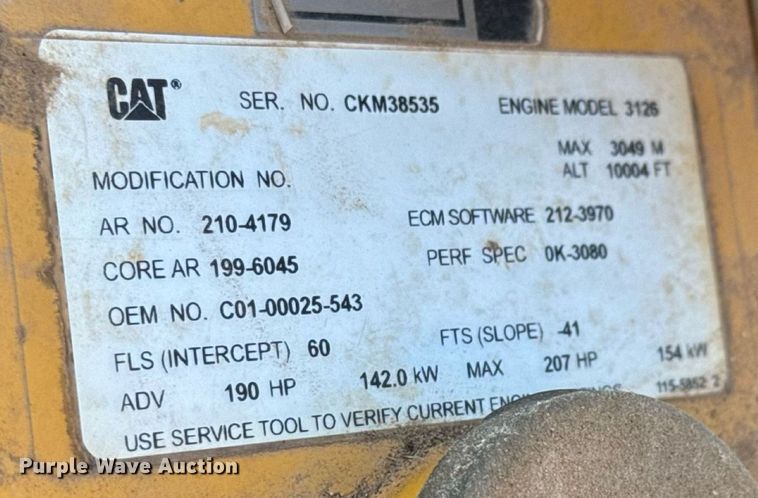 CAT® SER. NO. CKM38535 ENGINE MODEL 3126
MAX 3049 M
ALT 10004 FT
MODIFICATION NO.
AR NO. 210-4179 ECM SOFTWARE 212-3970
CORE AR 199-6045 PERF SPEC 0K-3080
OEM NO. C01-00025-543
FLS (INTERCEPT) 60 FTS (SLOPE) -41
ADV 190 HP 142.0 kW MAX 207 HP 154 kW
USE SERVICE TOOL TO VERIFY CURRENT 115-5852 2
Purple Wave Auction